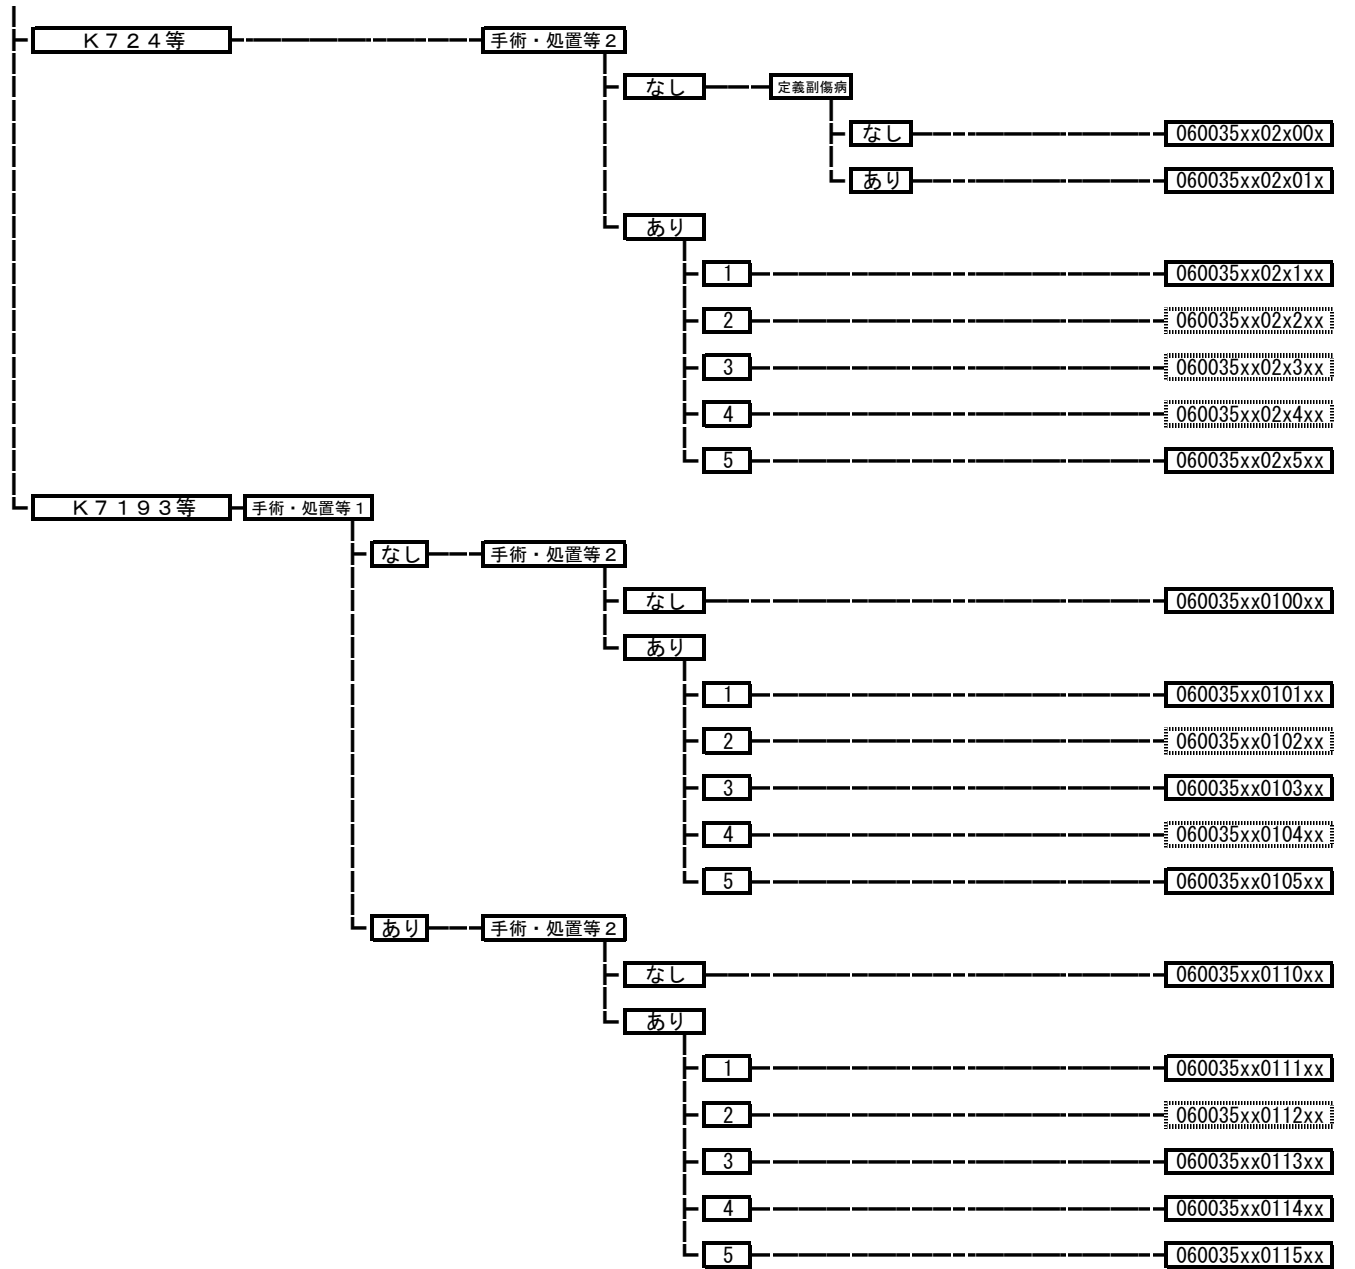 Ｋ７２４等 手術・処置等２
なし 定義副傷病
なし 060035xx02x00x
あり 060035xx02x01x
あり
1 060035xx02x1xx
2 060035xx02x2xx
3 060035xx02x3xx
4 060035xx02x4xx
5 060035xx02x5xx
Ｋ７１９３等 手術・処置等１
なし 手術・処置等２
なし 060035xx0100xx
あり
1 060035xx0101xx
2 060035xx0102xx
3 060035xx0103xx
4 060035xx0104xx
5 060035xx0105xx
あり 手術・処置等２
なし 060035xx0110xx
あり
1 060035xx0111xx
2 060035xx0112xx
3 060035xx0113xx
4 060035xx0114xx
5 060035xx0115xx